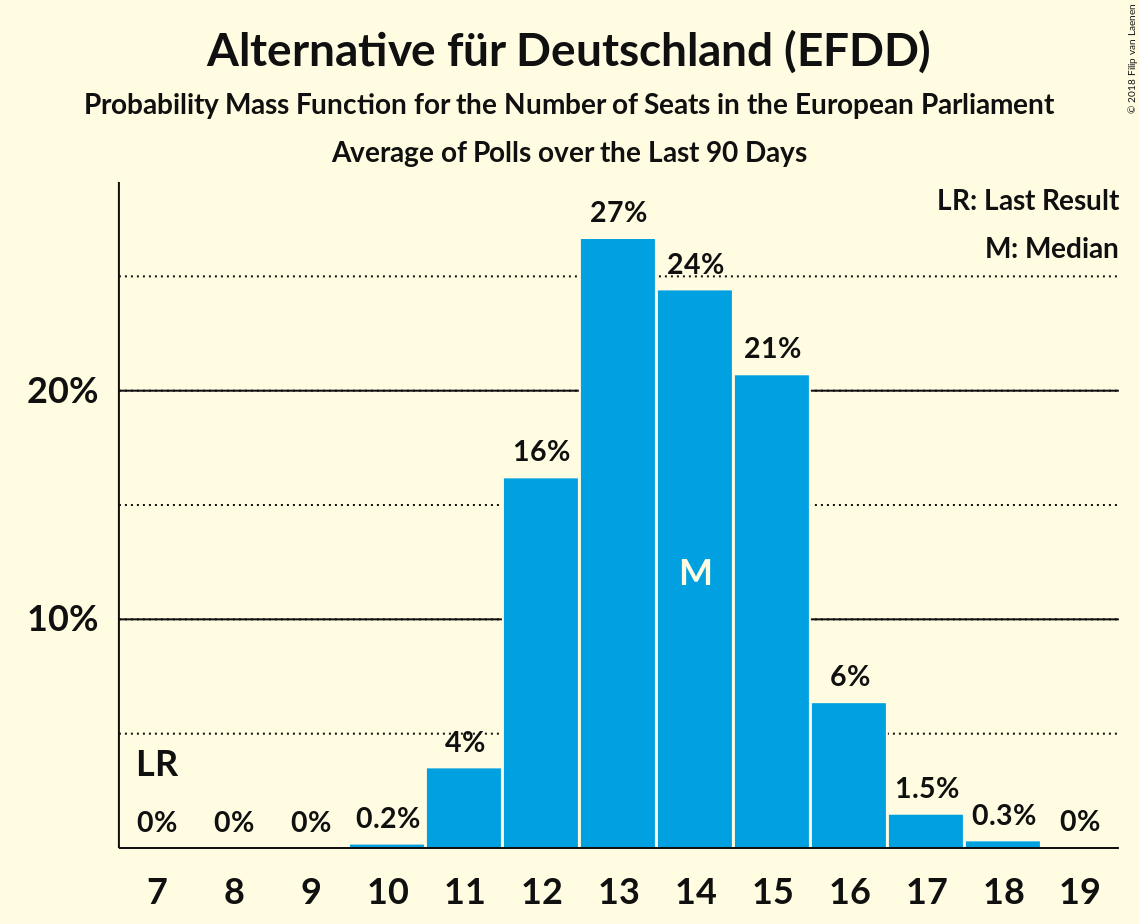 Alternative für Deutschland (EFDD)
Probability Mass Function for the Number of Seats in the European Parliament
Average of Polls over the Last 90 Days
© 2018 Filip van Laenen
LR: Last Result
M: Median
27%
24%
21%
20%
16%
M
10%
6%
4%
LR
1.5%
0% 0% 0% 0.2% 0.3% 0%
7 8 9 10 11 12 13 14 15 16 17 18 19